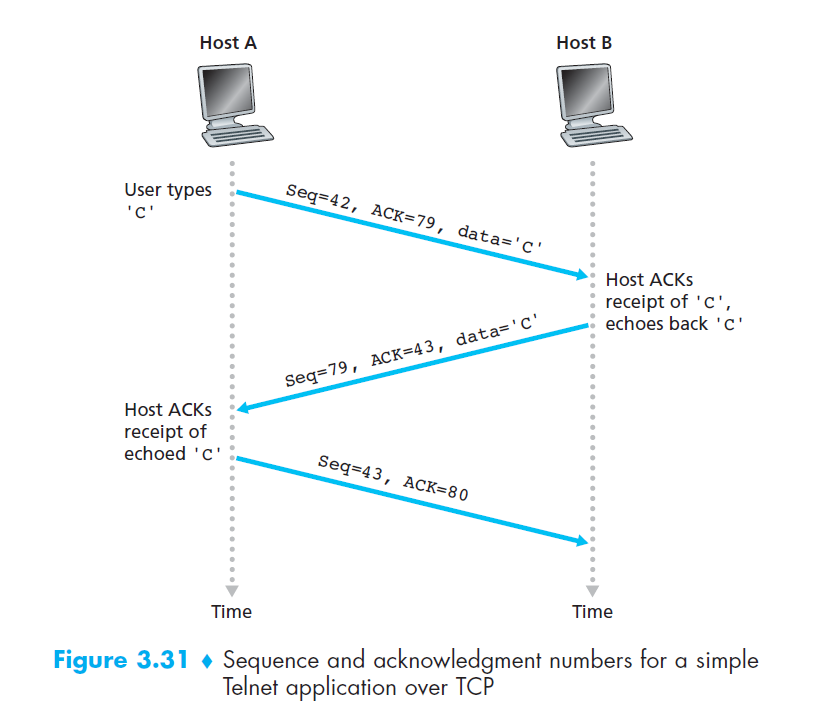 Host A
Host B
User types
'C'
Seq=42, ACK=79, data='C'
Host ACKs
receipt of 'C',
echoes back 'C'
Seq=79, ACK=43, data='C'
Host ACKs
receipt of
echoed 'C'
Seq=43, ACK=80
Time
Time
Figure 3.31 ♦ Sequence and acknowledgment numbers for a simple
Telnet application over TCP